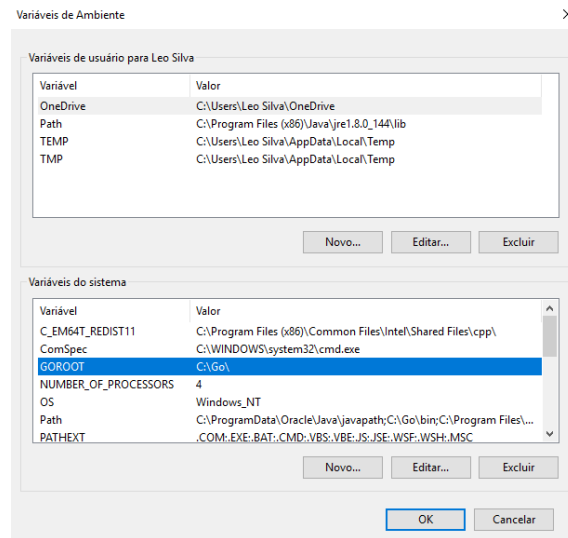 Variáveis de Ambiente
Variáveis de usuário para Leo Silva
Variável Valor
OneDrive C:\Users\Leo Silva\OneDrive
Path C:\Program Files (x86)\Java\jre1.8.0_144\lib
TEMP C:\Users\Leo Silva\AppData\Local\Temp
TMP C:\Users\Leo Silva\AppData\Local\Temp
Novo... Editar... Excluir
Variáveis do sistema
Variável Valor
C_EM64T_REDIST11 C:\Program Files (x86)\Common Files\Intel\Shared Files\cpp\
ComSpec C:\WINDOWS\system32\cmd.exe
GOROOT C:\Go\
NUMBER_OF_PROCESSORS 4
OS Windows_NT
Path C:\ProgramData\Oracle\Java\javapath;C:\Go\bin;C:\Program Files\...
PATHEXT .COM;.EXE;.BAT;.CMD;.VBS;.VBE;.JS;.JSE;.WSF;.WSH;.MSC
Novo... Editar... Excluir
OK Cancelar